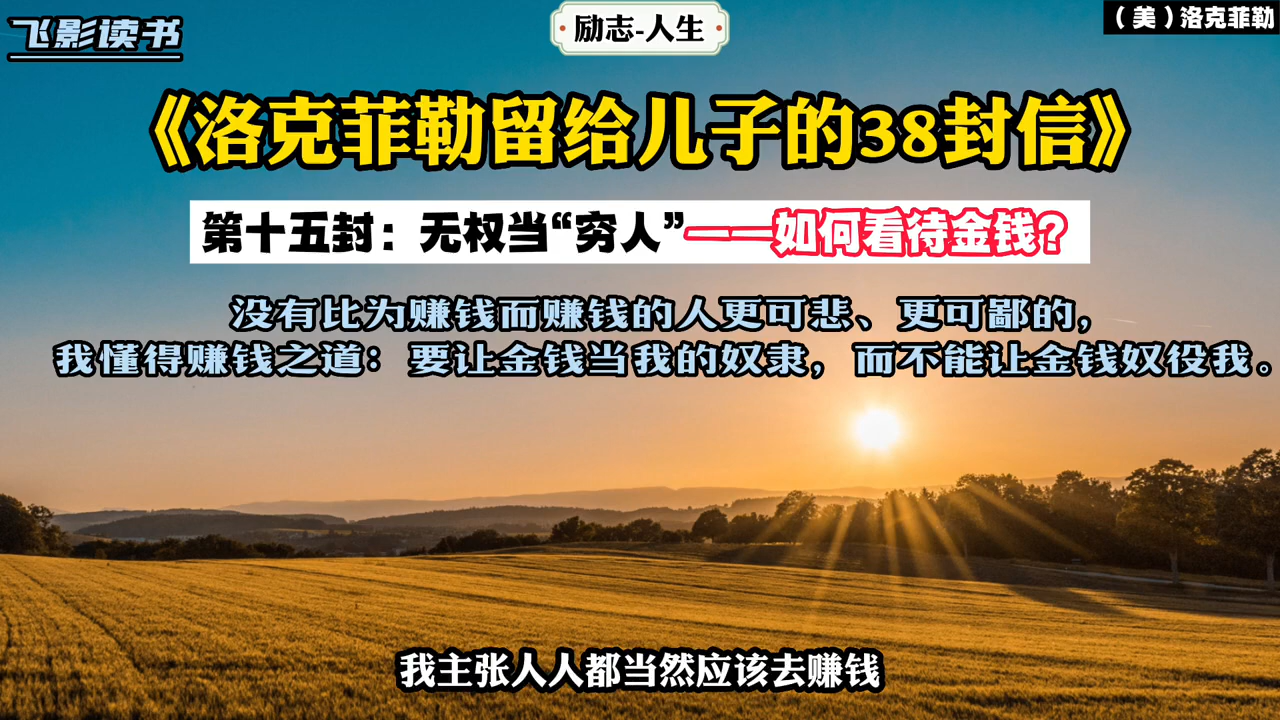 飞影读书
励志-人生
（美）洛克菲勒
《洛克菲勒留给儿子的38封信》
第十五封：无权当“穷人”——如何看待金钱？
没有比为赚钱而赚钱的人更可悲、更可鄙的，
我懂得赚钱之道：要让金钱当我的奴隶，而不能让金钱奴役我。
我主张人人都当然应该去赚钱